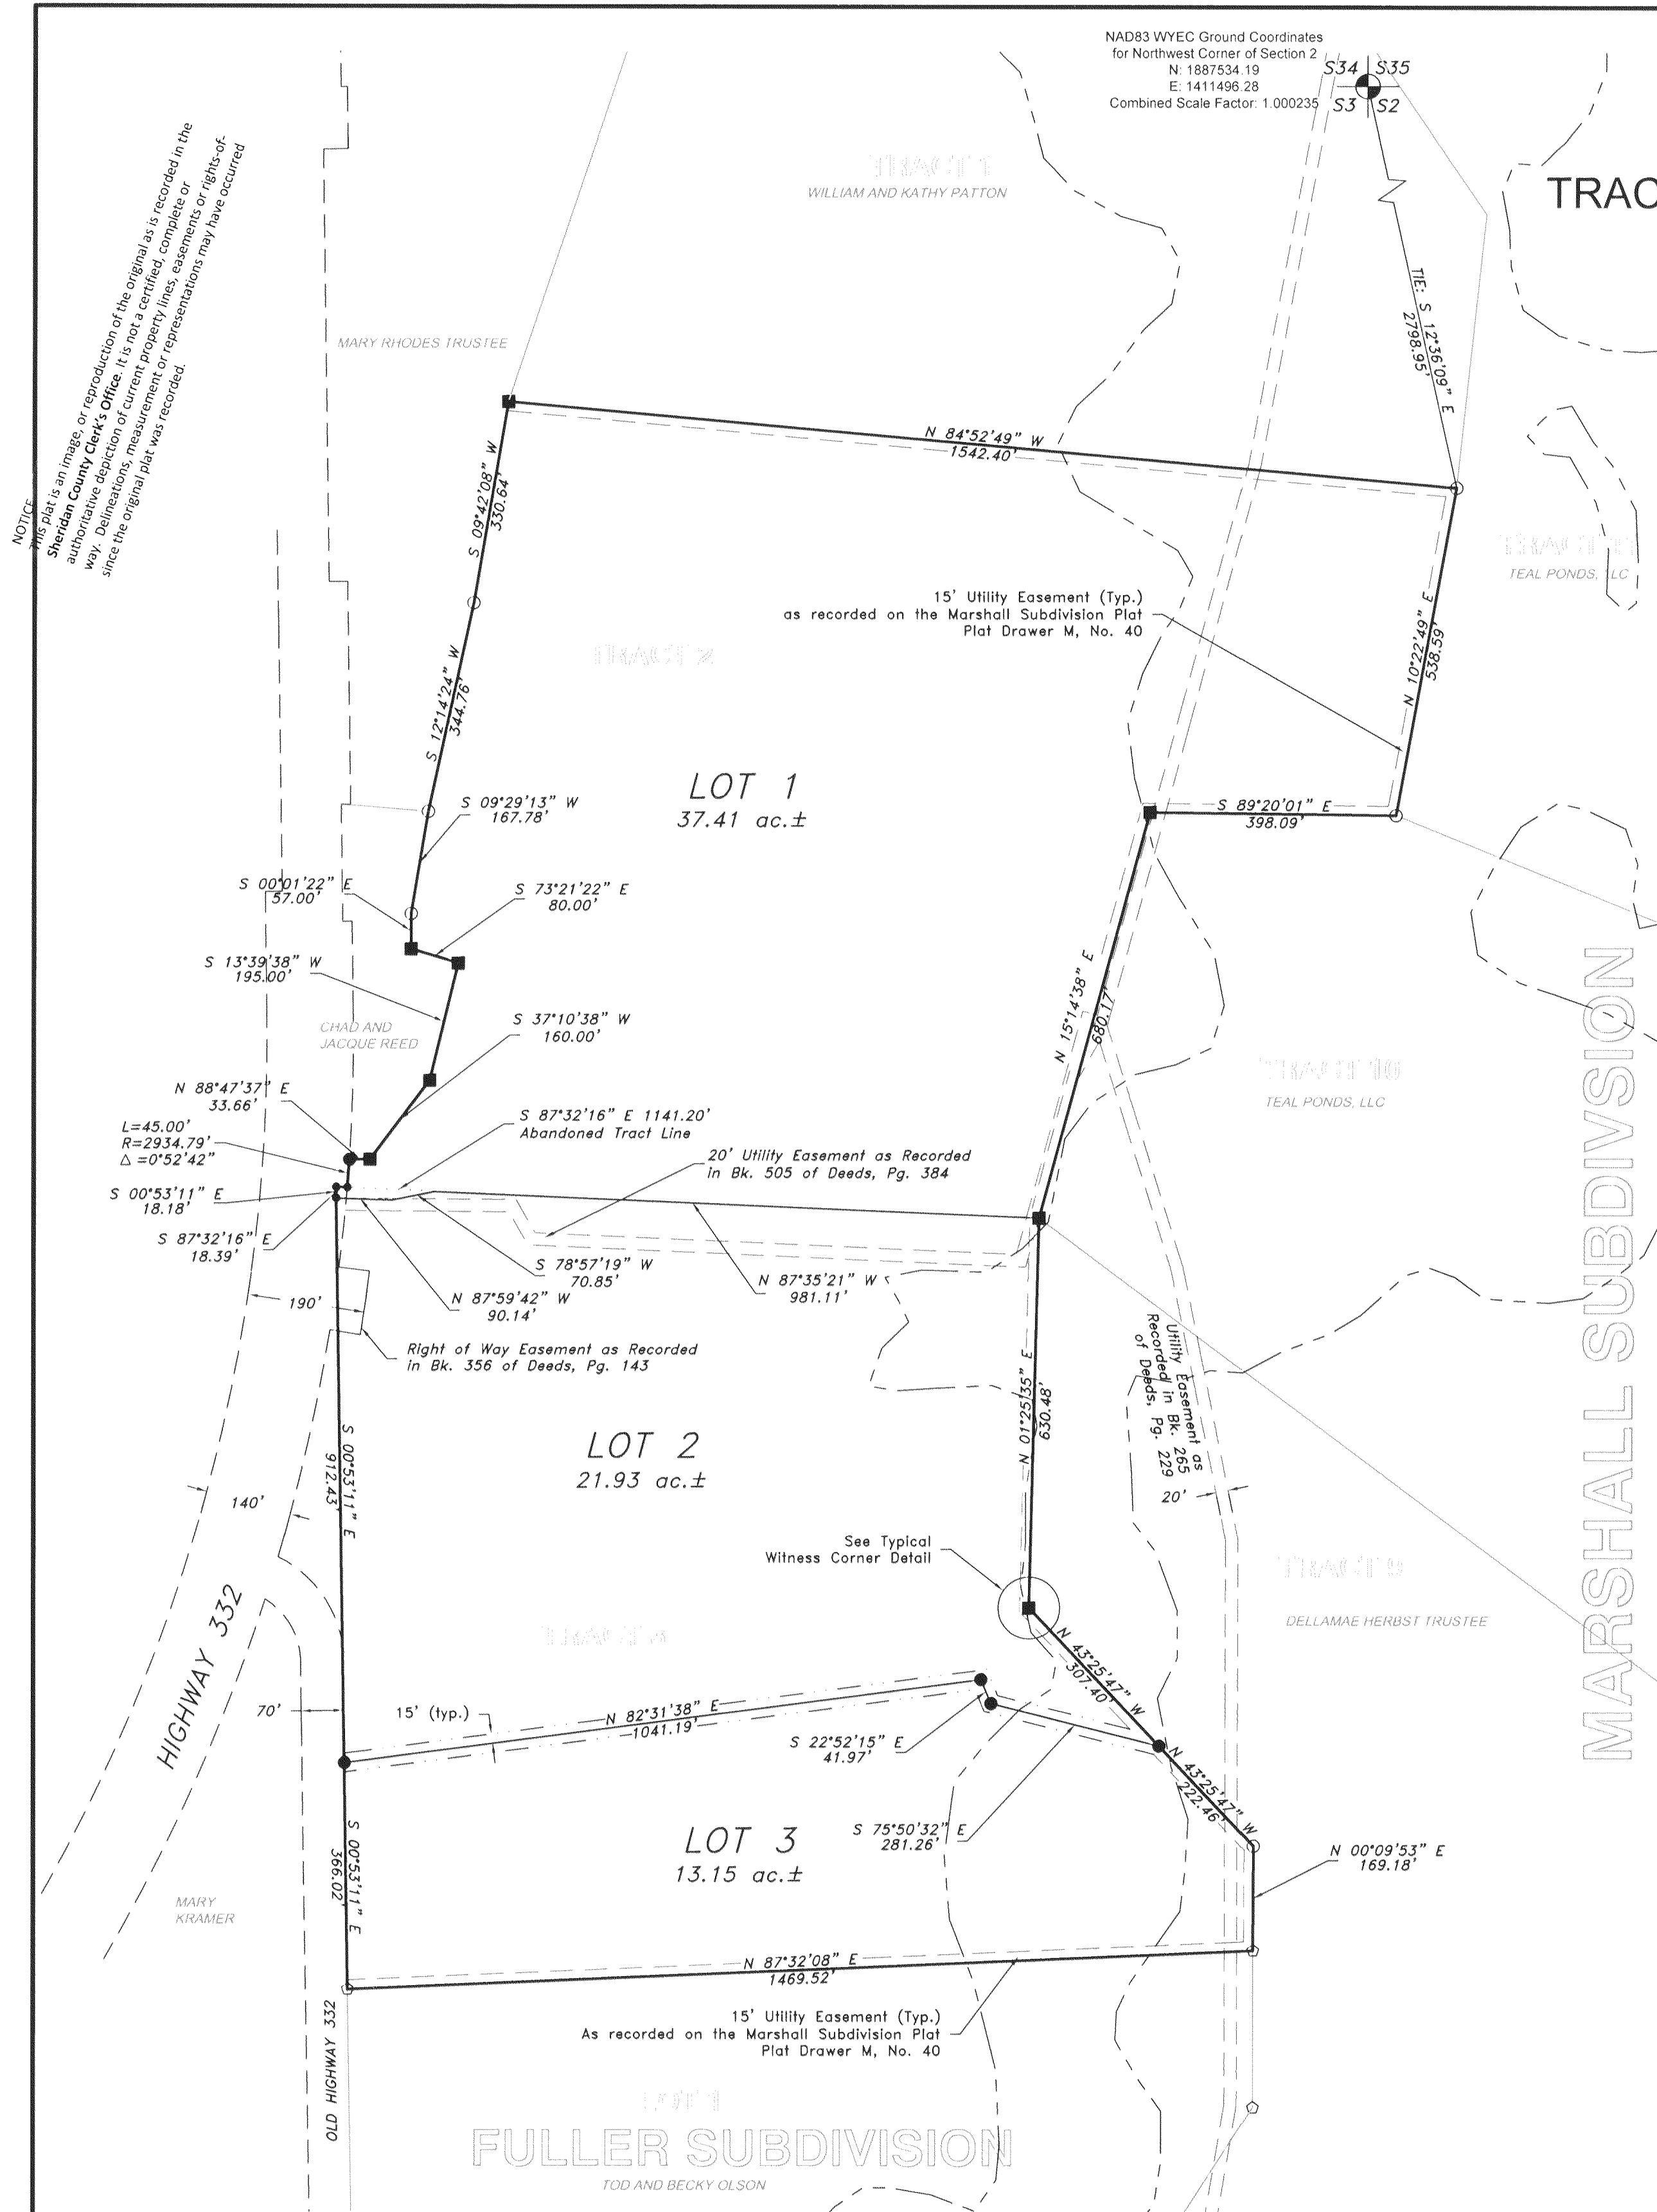 NAD83 WYEC Ground Coordinates
for Northwest Corner of Section 2
N: 1887534.19
E: 1411496.28
Combined Scale Factor: 1.000235
S34 S35
S3 S2
TRACT 1
WILLIAM AND KATHY PATTON
TRAC
NOTICE
This plat is an image, or reproduction of the original as is recorded in the
Sheridan County Clerk's Office. It is not a certified, complete or
authoritative depiction of current property lines, easements or rights-of-
way. Delineations, measurement or representations may have occurred
since the original plat was recorded.
TIE: S 12°36'09" E
2798.95'
MARY RHODES TRUSTEE
N 84°52'49" W
1542.40'
S 09°42'08" W
330.64'
TRACT
TEAL PONDS, LLC
15' Utility Easement (Typ.)
as recorded on the Marshall Subdivision Plat
Plat Drawer M, No. 40
N 10°22'49" E
538.59'
TRACT 2
S 12°14'24" W
344.76'
LOT 1
37.41 ac.±
S 09°29'13" W
167.78'
S 89°20'01" E
398.09'
S 00°01'22" E
57.00'
S 73°21'22" E
80.00'
S 13°39'38" W
195.00'
N 15°14'38" E
680.17'
CHAD AND
JACQUE REED
S 37°10'38" W
160.00'
TRACT 10
TEAL PONDS, LLC
N 88°47'37" E
33.66'
L=45.00'
R=2934.79'
Δ =0°52'42"
S 87°32'16" E 1141.20'
Abandoned Tract Line
20' Utility Easement as Recorded
in Bk. 505 of Deeds, Pg. 384
S 00°53'11" E
18.18'
S 87°32'16" E
18.39'
S 78°57'19" W
70.85'
N 87°35'21" W
981.11'
N 87°59'42" W
90.14'
190'
Right of Way Easement as Recorded
in Bk. 356 of Deeds, Pg. 143
MARSHALL SUBDIVSION
Utility Easement as
Recorded in Bk. 265
of Deeds, Pg. 229
N 01°25'35" E
630.48'
S 00°53'11" E
912.43'
LOT 2
21.93 ac.±
140'
20'
See Typical
Witness Corner Detail
TRACT 9
DELLAMAE HERBST TRUSTEE
HIGHWAY 332
TRACT
N 43°25'47" W
307.40'
70'
15' (typ.)
N 82°31'38" E
1041.19'
S 22°52'15" E
41.97'
N 43°25'47" W
222.46'
S 75°50'32" E
281.26'
LOT 3
13.15 ac.±
N 00°09'53" E
169.18'
S 00°53'11" E
366.02'
MARY
KRAMER
N 87°32'08" E
1469.52'
OLD HIGHWAY 332
15' Utility Easement (Typ.)
As recorded on the Marshall Subdivision Plat
Plat Drawer M, No. 40
LOT 1
FULLER SUBDIVISION
TOD AND BECKY OLSON